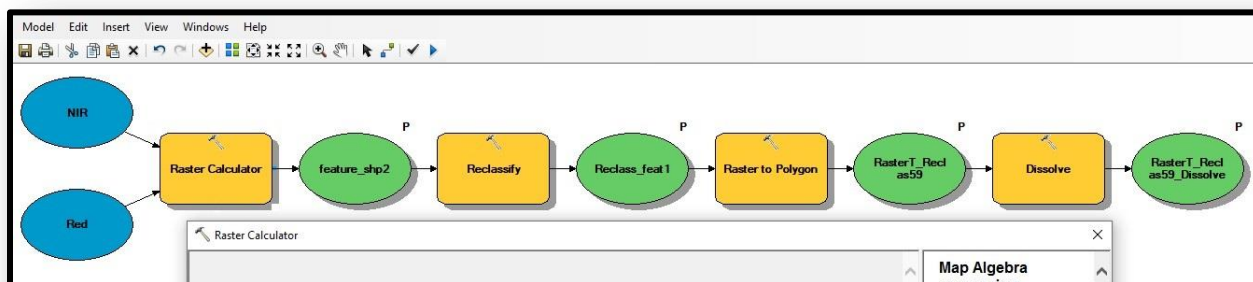 Model Edit Insert View Windows Help
NIR
P P P P
Raster Calculator feature_shp2 Reclassify Reclass_feat1 Raster to Polygon RasterT_Recl Dissolve RasterT_Recl
as59 as59_Dissolve
Red
Raster Calculator
Map Algebra